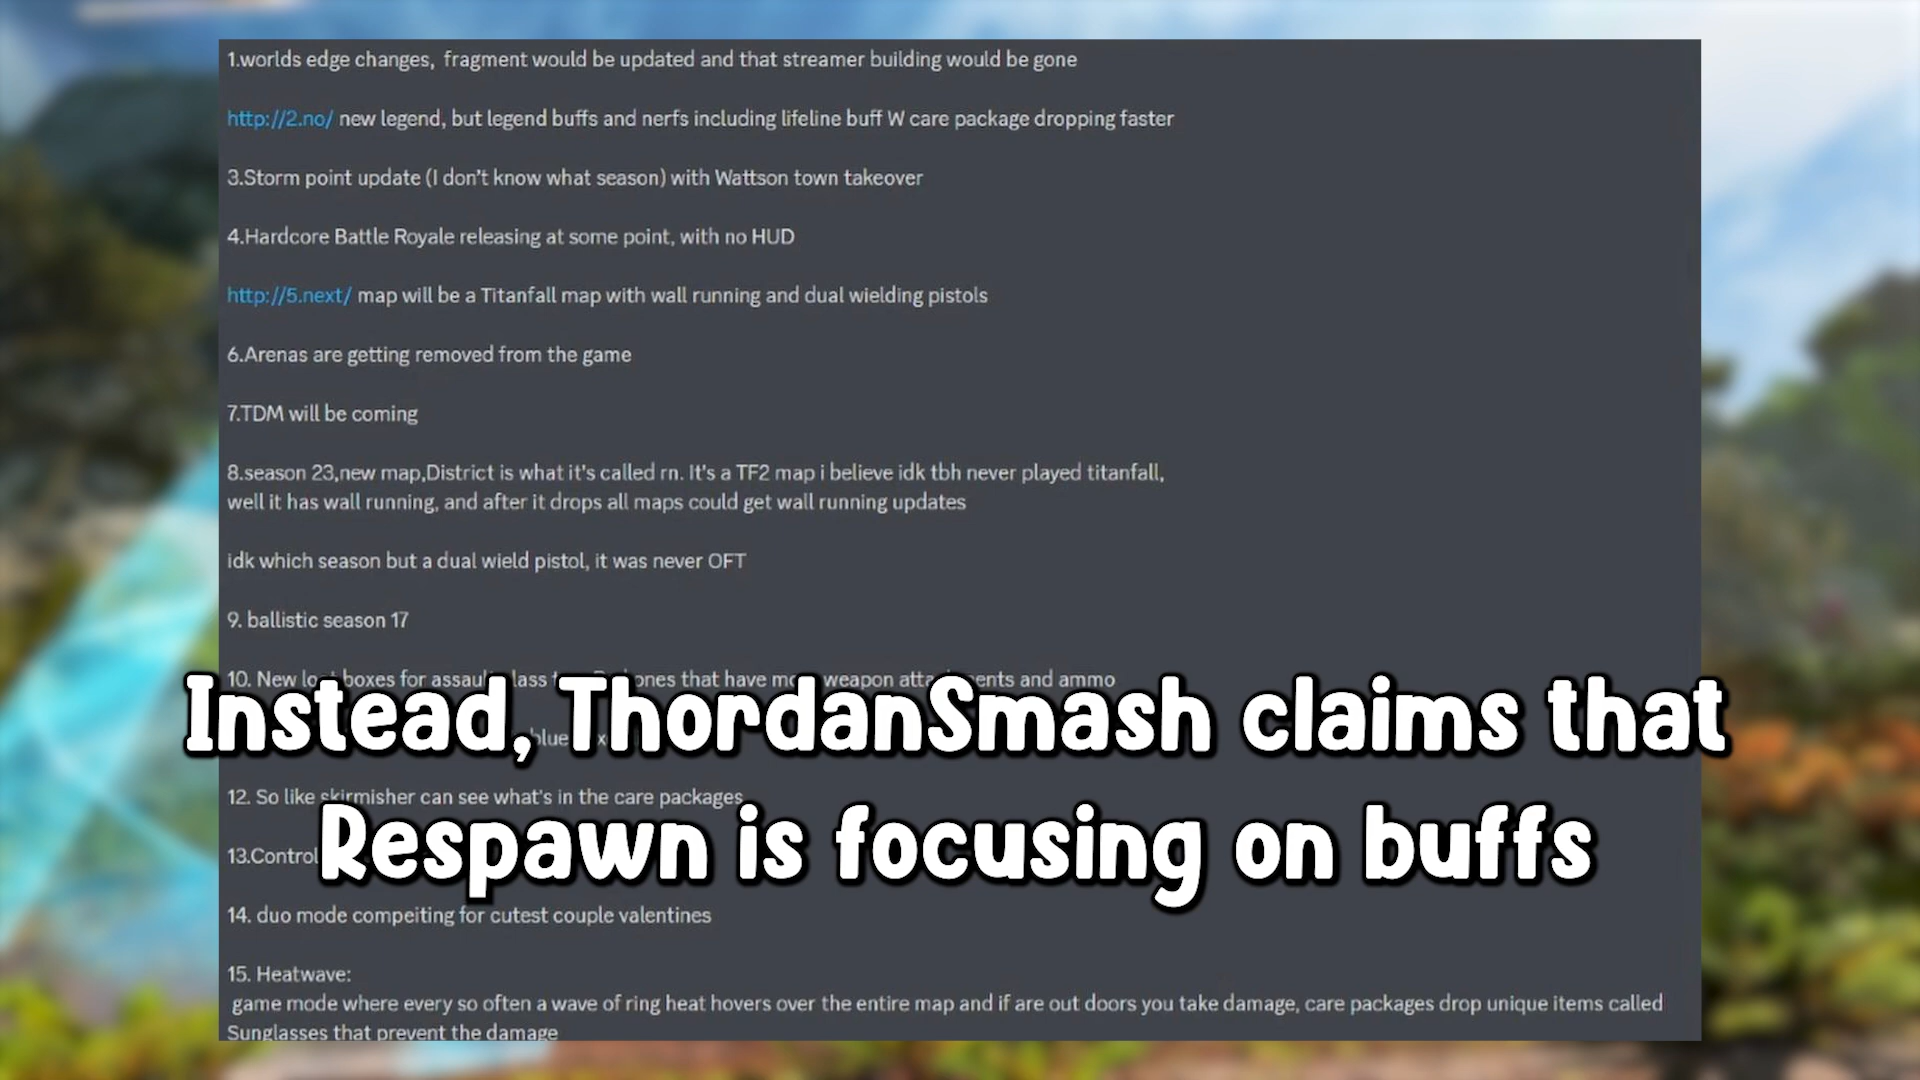 1.worlds edge changes, fragment would be updated and that streamer building would be gone
http://2.no/ new legend, but legend buffs and nerfs including lifeline buff W care package dropping faster
3.Storm point update (I don't know what season) with Wattson town takeover
4.Hardcore Battle Royale releasing at some point, with no HUD
http://5.next/ map will be a Titanfall map with wall running and dual wielding pistols
6.Arenas are getting removed from the game
7.TDM will be coming
8.season 23,new map,District is what it's called rn. It's a TF2 map i believe idk tbh never played titanfall,
well it has wall running, and after it drops all maps could get wall running updates
idk which season but a dual wield pistol, it was never OFT
9. ballistic season 17
10. New boxes for that have weapon and ammo
Instead, ThordanSmash claims that
blue
12. So like skirmisher can see what's in the care packages
Respawn is focusing on buffs
13.Control
14. duo mode compeiting for cutest couple valentines
15. Heatwave:
game mode where every so often a wave of ring heat hovers over the entire map and if are out doors you take damage, care packages drop unique items called
Sunglasses that prevent the damage